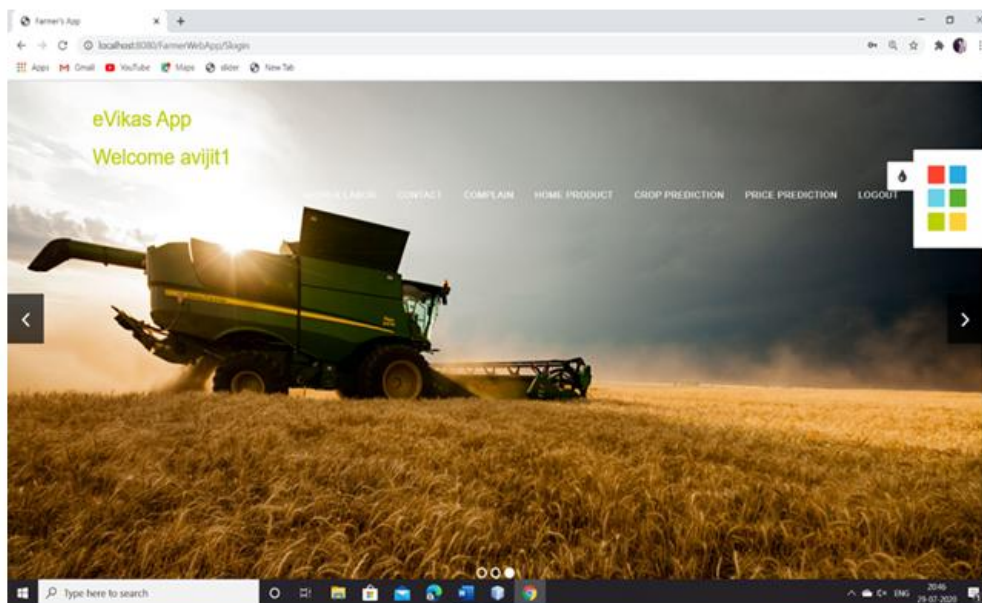 Farmer's App
localhost:8080/FarmerWebApp/Slogin
Apps Gmail YouTube Maps slider New Tab
eVikas App
Welcome avijit1
LABOR CONTACT COMPLAIN HOME PRODUCT CROP PREDICTION PRICE PREDICTION LOGOUT
Type here to search
ENG
20:46
29-07-2020